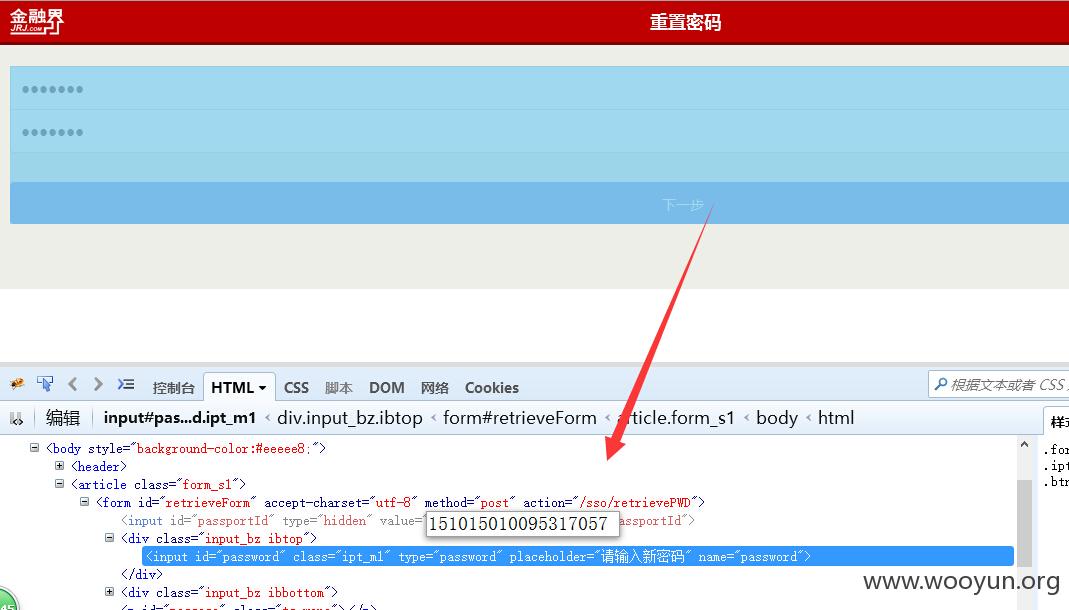 金融界
JRJ.COM
重置密码
●●●●●●●
●●●●●●●
下一步
控制台 HTML CSS 脚本 DOM 网络 Cookies
根据文本或者 CSS
编辑 input#pas...d.ipt_m1 < div.input_bz.ibtop < form#retrieveForm < article.form_s1 < body < html
<body style="background-color:#eeeee8;">
.for
<header>
.ipt
<article class="form_s1">
.btn
<form id="retrieveForm" accept-charset="utf-8" method="post" action="/sso/retrievePWD">
<input id="passportId" type="hidden" value="
151015010095317057
assportId">
<div class="input_bz ibtop">
<input id="password" class="ipt_m1" type="password" placeholder="请输入新密码" name="password">
</div>
<div class="input_bz ibbottom">
www.wooyun.org
45